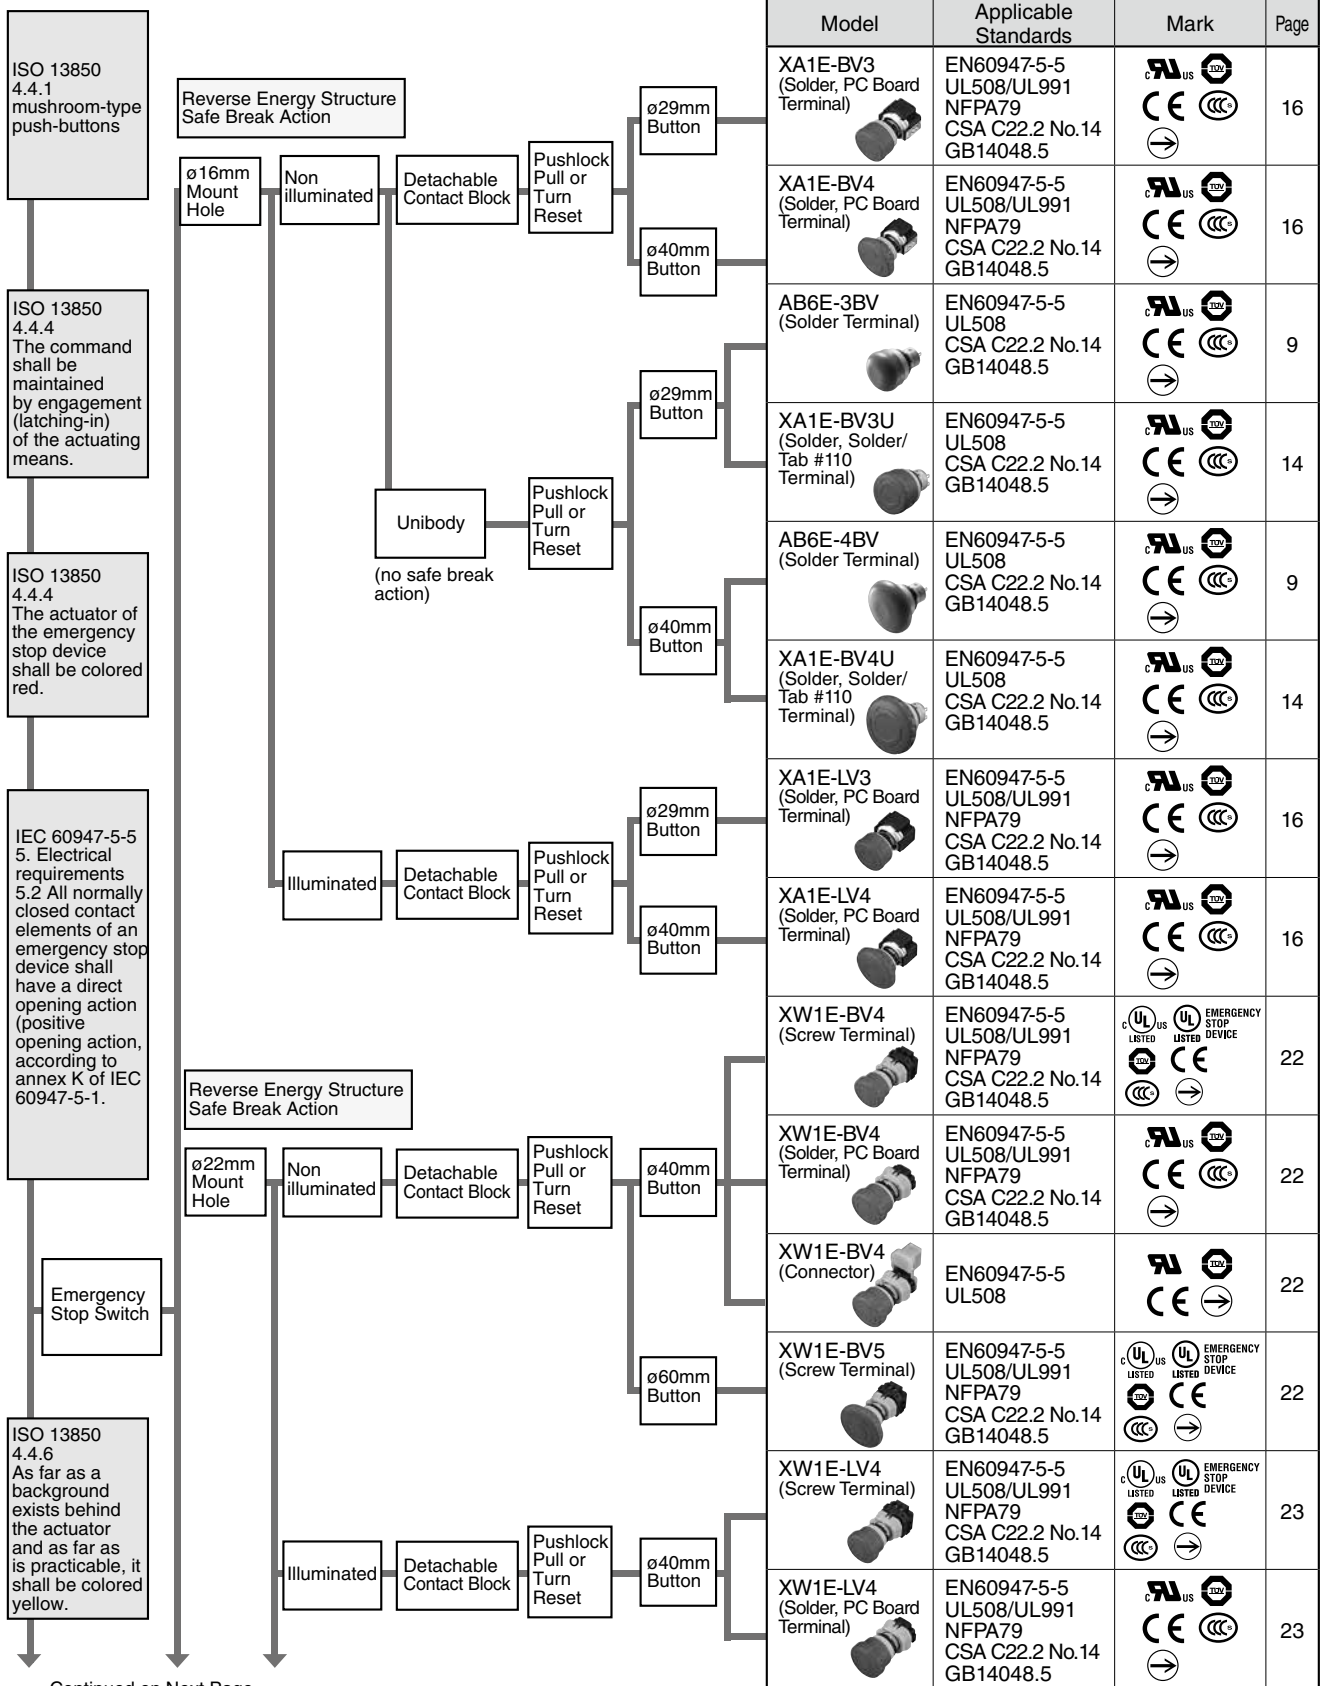 ISO 13850
4.4.1
mushroom-type
push-buttons
ISO 13850
4.4.4
The command
shall be
maintained
by engagement
(latching-in)
of the actuating
means.
ISO 13850
4.4.4
The actuator of
the emergency
stop device
shall be colored
red.
IEC 60947-5-5
5. Electrical
requirements
5.2 All normally
closed contact
elements of an
emergency stop
device shall
have a direct
opening action
(positive
opening action,
according to
annex K of IEC
60947-5-1.
Emergency
Stop Switch
ISO 13850
4.4.6
As far as a
background
exists behind
the actuator
and as far as
is practicable, it
shall be colored
yellow.
Reverse Energy Structure
Safe Break Action
ø16mm
Mount
Hole
Non
illuminated
Detachable
Contact Block
Pushlock
Pull or
Turn
Reset
ø29mm
Button
ø40mm
Button
Unibody
(no safe break
action)
Pushlock
Pull or
Turn
Reset
ø29mm
Button
ø40mm
Button
Illuminated
Detachable
Contact Block
Pushlock
Pull or
Turn
Reset
ø29mm
Button
ø40mm
Button
Reverse Energy Structure
Safe Break Action
ø22mm
Mount
Hole
Non
illuminated
Detachable
Contact Block
Pushlock
Pull or
Turn
Reset
ø40mm
Button
ø60mm
Button
Illuminated
Detachable
Contact Block
Pushlock
Pull or
Turn
Reset
ø40mm
Button
Model
Applicable
Standards
Mark
Page
XA1E-BV3
(Solder, PC Board
Terminal)
EN60947-5-5
UL508/UL991
NFPA79
CSA C22.2 No.14
GB14048.5
16
XA1E-BV4
(Solder, PC Board
Terminal)
EN60947-5-5
UL508/UL991
NFPA79
CSA C22.2 No.14
GB14048.5
16
AB6E-3BV
(Solder Terminal)
EN60947-5-5
UL508
CSA C22.2 No.14
GB14048.5
9
XA1E-BV3U
(Solder, Solder/
Tab #110
Terminal)
EN60947-5-5
UL508
CSA C22.2 No.14
GB14048.5
14
AB6E-4BV
(Solder Terminal)
EN60947-5-5
UL508
CSA C22.2 No.14
GB14048.5
9
XA1E-BV4U
(Solder, Solder/
Tab #110
Terminal)
EN60947-5-5
UL508
CSA C22.2 No.14
GB14048.5
14
XA1E-LV3
(Solder, PC Board
Terminal)
EN60947-5-5
UL508/UL991
NFPA79
CSA C22.2 No.14
GB14048.5
16
XA1E-LV4
(Solder, PC Board
Terminal)
EN60947-5-5
UL508/UL991
NFPA79
CSA C22.2 No.14
GB14048.5
16
XW1E-BV4
(Screw Terminal)
EN60947-5-5
UL508/UL991
NFPA79
CSA C22.2 No.14
GB14048.5
c UL us LISTED
UL LISTED EMERGENCY STOP DEVICE
22
XW1E-BV4
(Solder, PC Board
Terminal)
EN60947-5-5
UL508/UL991
NFPA79
CSA C22.2 No.14
GB14048.5
22
XW1E-BV4
(Connector)
EN60947-5-5
UL508
22
XW1E-BV5
(Screw Terminal)
EN60947-5-5
UL508/UL991
NFPA79
CSA C22.2 No.14
GB14048.5
c UL us LISTED
UL LISTED EMERGENCY STOP DEVICE
22
XW1E-LV4
(Screw Terminal)
EN60947-5-5
UL508/UL991
NFPA79
CSA C22.2 No.14
GB14048.5
c UL us LISTED
UL LISTED EMERGENCY STOP DEVICE
23
XW1E-LV4
(Solder, PC Board
Terminal)
EN60947-5-5
UL508/UL991
NFPA79
CSA C22.2 No.14
GB14048.5
23
Continued on Next Page